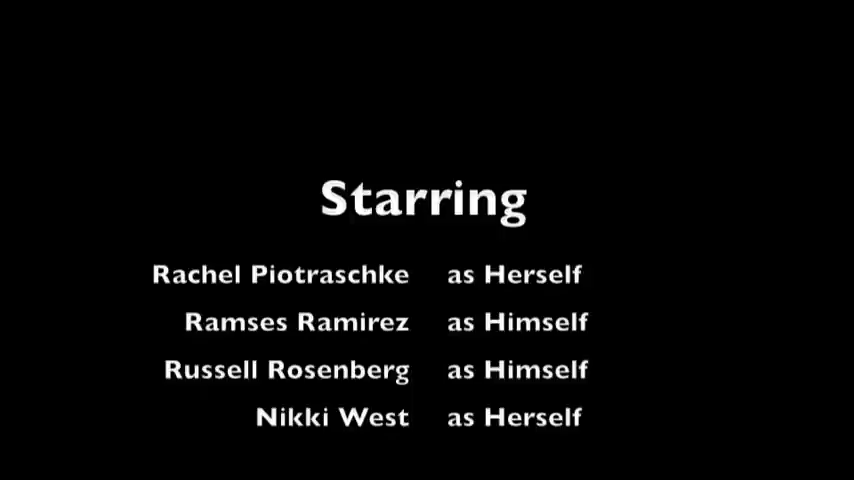 Starring
Rachel Piotraschke as Herself
Ramses Ramirez as Himself
Russell Rosenberg as Himself
Nikki West as Herself